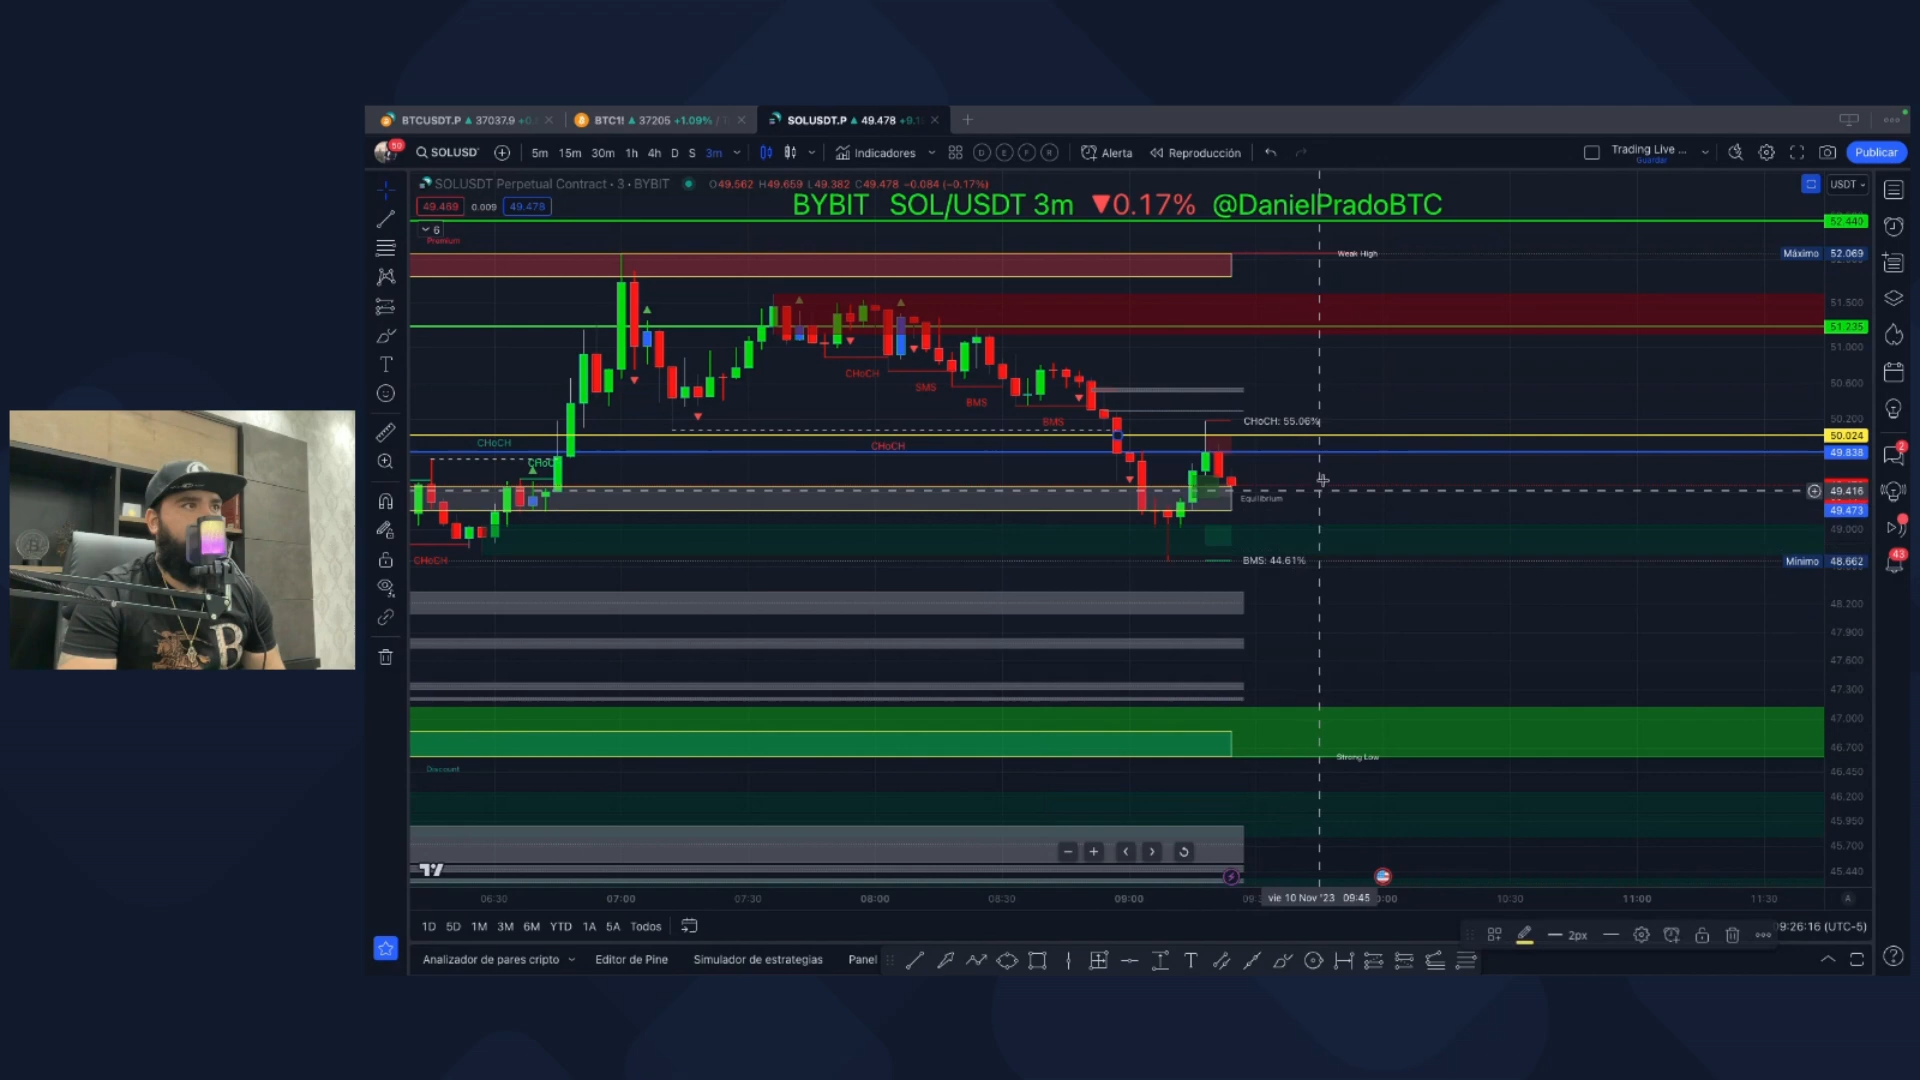 BTCUSDT.P ▲ 37037.9
BTC1! ▲ 37205 +1.09%
SOLUSDT.P ▲ 49.478
50
SOLUSD
5m 15m 30m 1h 4h D S 3m
Indicadores
D E F R
Alerta
Reproducción
Trading Live ...
Guardar
Publicar
SOLUSDT Perpetual Contract · 3 · BYBIT
O49.562 H49.659 L49.382 C49.478 −0.084 (−0.17%)
49.469 0.009 49.478
BYBIT SOL/USDT 3m ▼0.17% @DanielPradoBTC
USDT
6
Premium
52.440
Weak High
Máximo 52.069
51.500
51.235
51.000
50.600
50.200
CHoCH
SMS
BMS
BMS
CHoCH: 55.06%
50.024
49.838
CHoCH
CHoCH
Equilibrium
49.416
49.473
49.000
CHoCH
BMS: 44.61%
Mínimo 48.662
48.200
47.900
47.600
47.300
47.000
46.700
Strong Low
Discount
46.450
46.200
45.950
45.700
45.440
2
43
06:30 07:00 07:30 08:00 08:30 09:00 vie 10 Nov '23 09:45 10:30 11:00 11:30
A
1D 5D 1M 3M 6M YTD 1A 5A Todos
2px
9:26:16 (UTC-5)
Analizador de pares cripto Editor de Pine Simulador de estrategias Panel